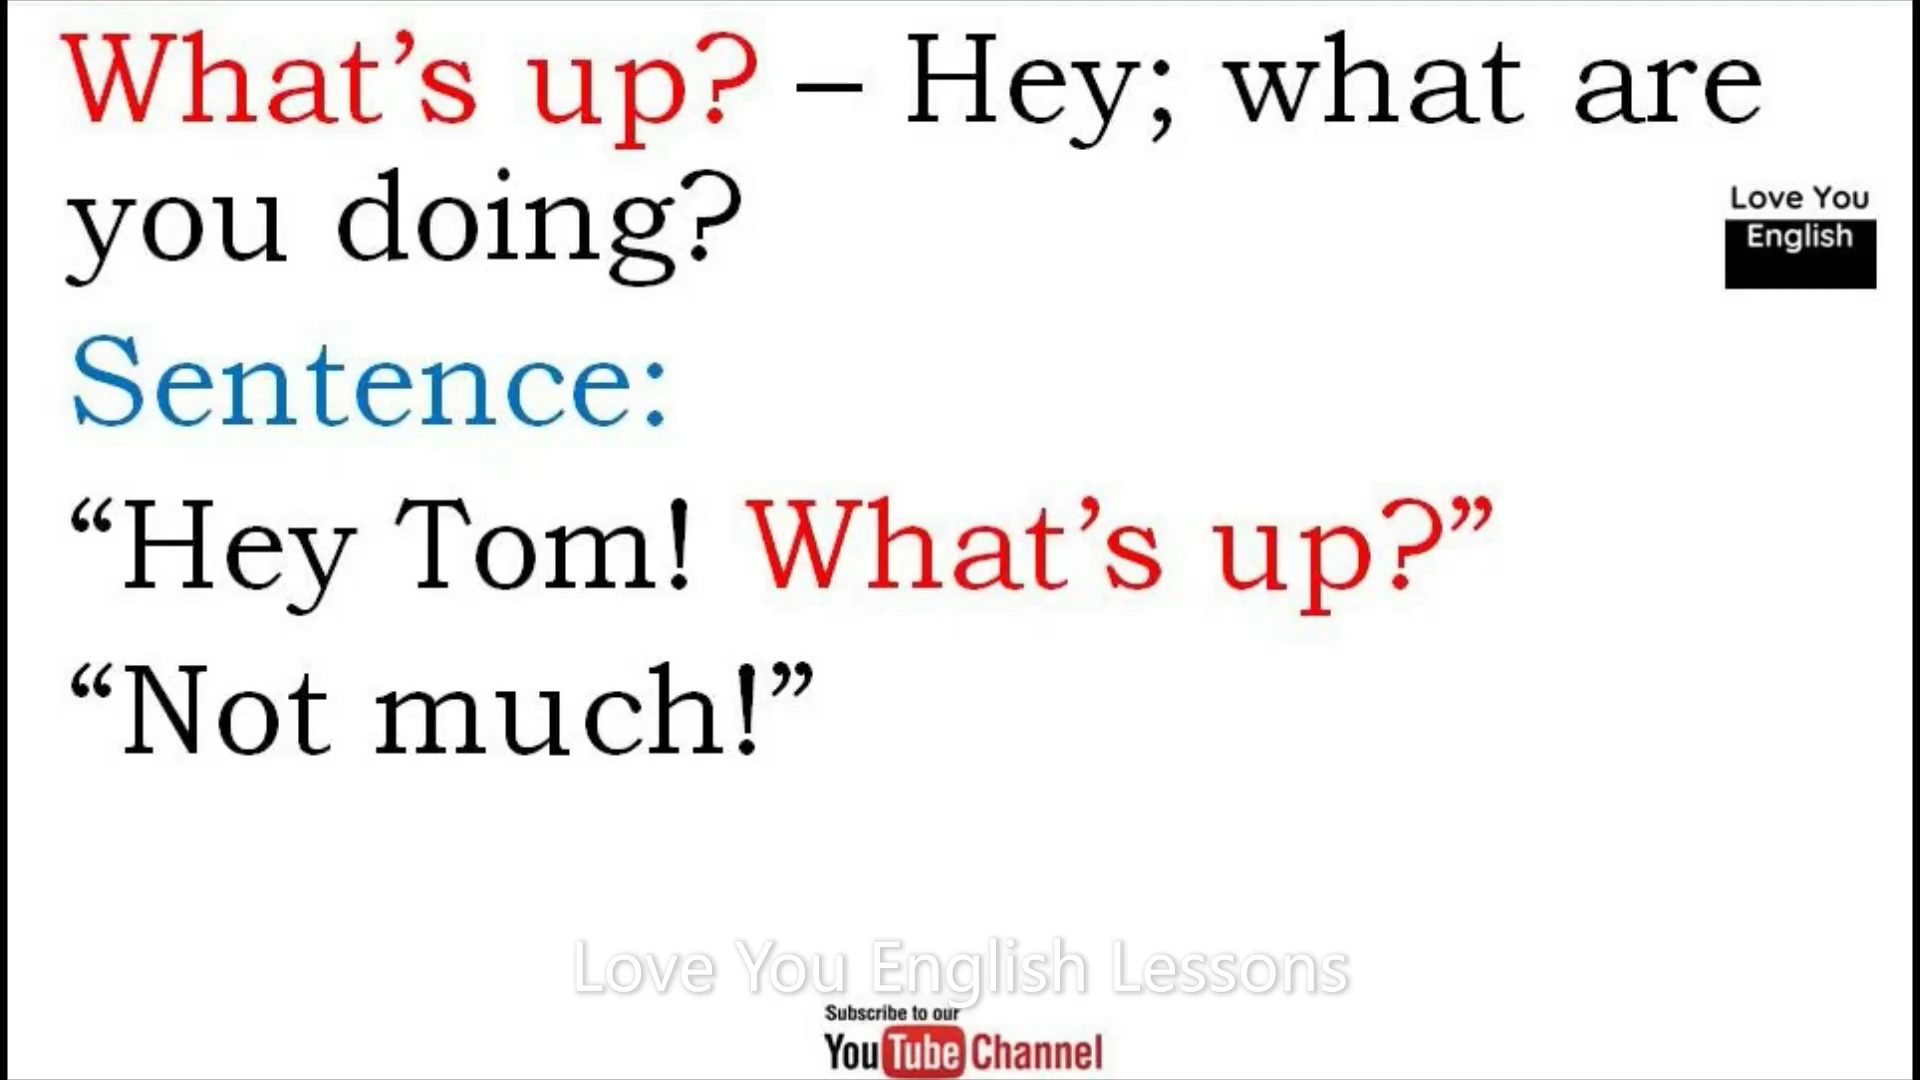 What’s up? – Hey; what are
you doing?
Love You
English
Sentence:
“Hey Tom! What’s up?”
“Not much!”
Love You English Lessons
Subscribe to our
YouTube Channel